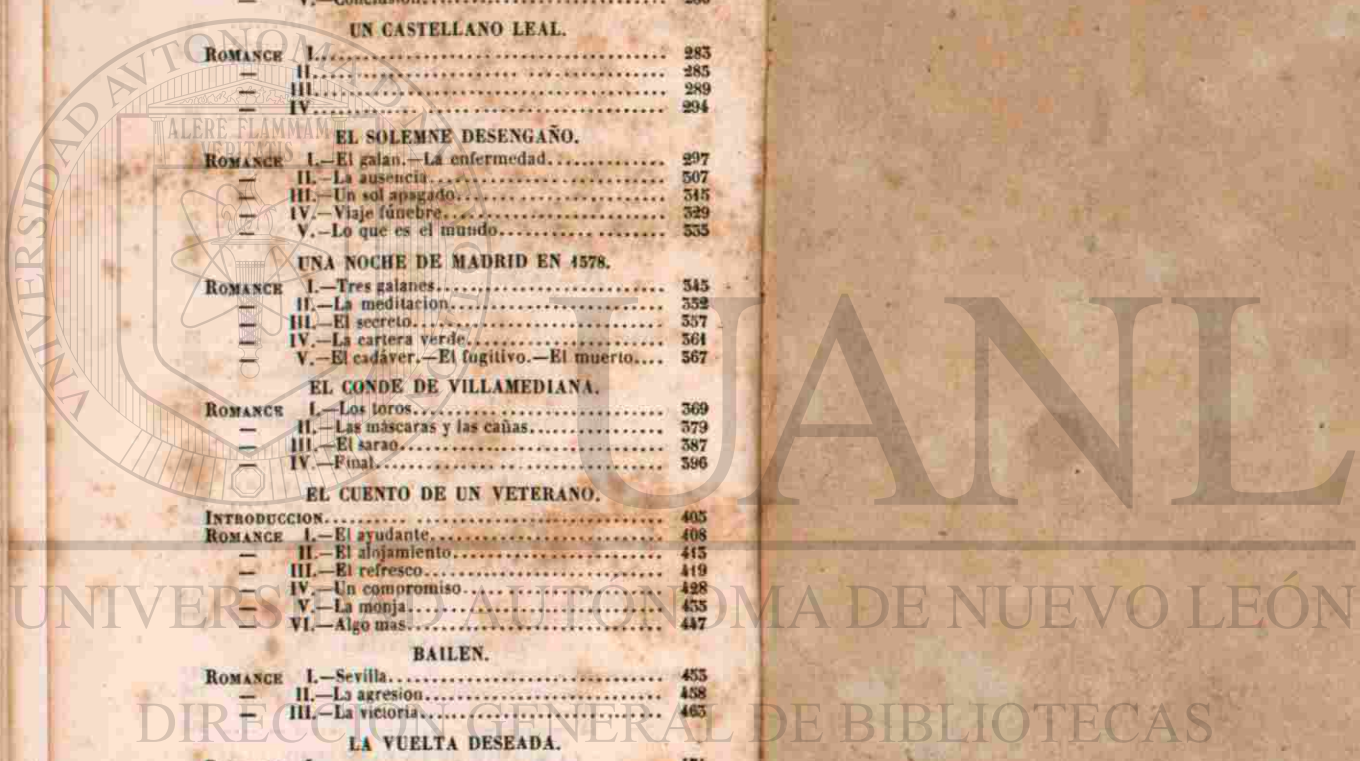 — V.—Conclusion
UN CASTELLANO LEAL.
ROMANCE I. 283
— II. 285
— III. 289
— IV. 294
EL SOLEMNE DESENGAÑO.
ROMANCE I.—El galan.—La enfermedad. 297
— II.—La ausencia. 307
— III.—Un sol apagado. 315
— IV.—Viaje fúnebre. 329
— V.—Lo que es el mundo. 335
UNA NOCHE DE MADRID EN 1578.
ROMANCE I.—Tres galanes. 345
— II.—La meditacion. 352
— III.—El secreto. 357
— IV.—La cartera verde. 361
— V.—El cadáver.—El fugitivo.—El muerto. 367
EL CONDE DE VILLAMEDIANA.
ROMANCE I.—Los toros. 369
— II.—Las máscaras y las cañas. 379
— III.—El sarao. 387
— IV.—Final. 396
EL CUENTO DE UN VETERANO.
INTRODUCCION. 405
ROMANCE I.—El ayudante. 408
— II.—El alojamiento. 413
— III.—El refresco. 419
— IV.—Un compromiso. 428
— V.—La monja. 435
— VI.—Algo mas. 447
BAILEN.
ROMANCE I.—Sevilla. 453
— II.—La agresion. 458
— III.—La victoria. 463
LA VUELTA DESEADA.
UNIVERSIDAD AUTONOMA
ALERE FLAMMAM
VERITATIS
UANL
UNIVERSIDAD AUTÓNOMA DE NUEVO LEÓN
DIRECCIÓN GENERAL DE BIBLIOTECAS